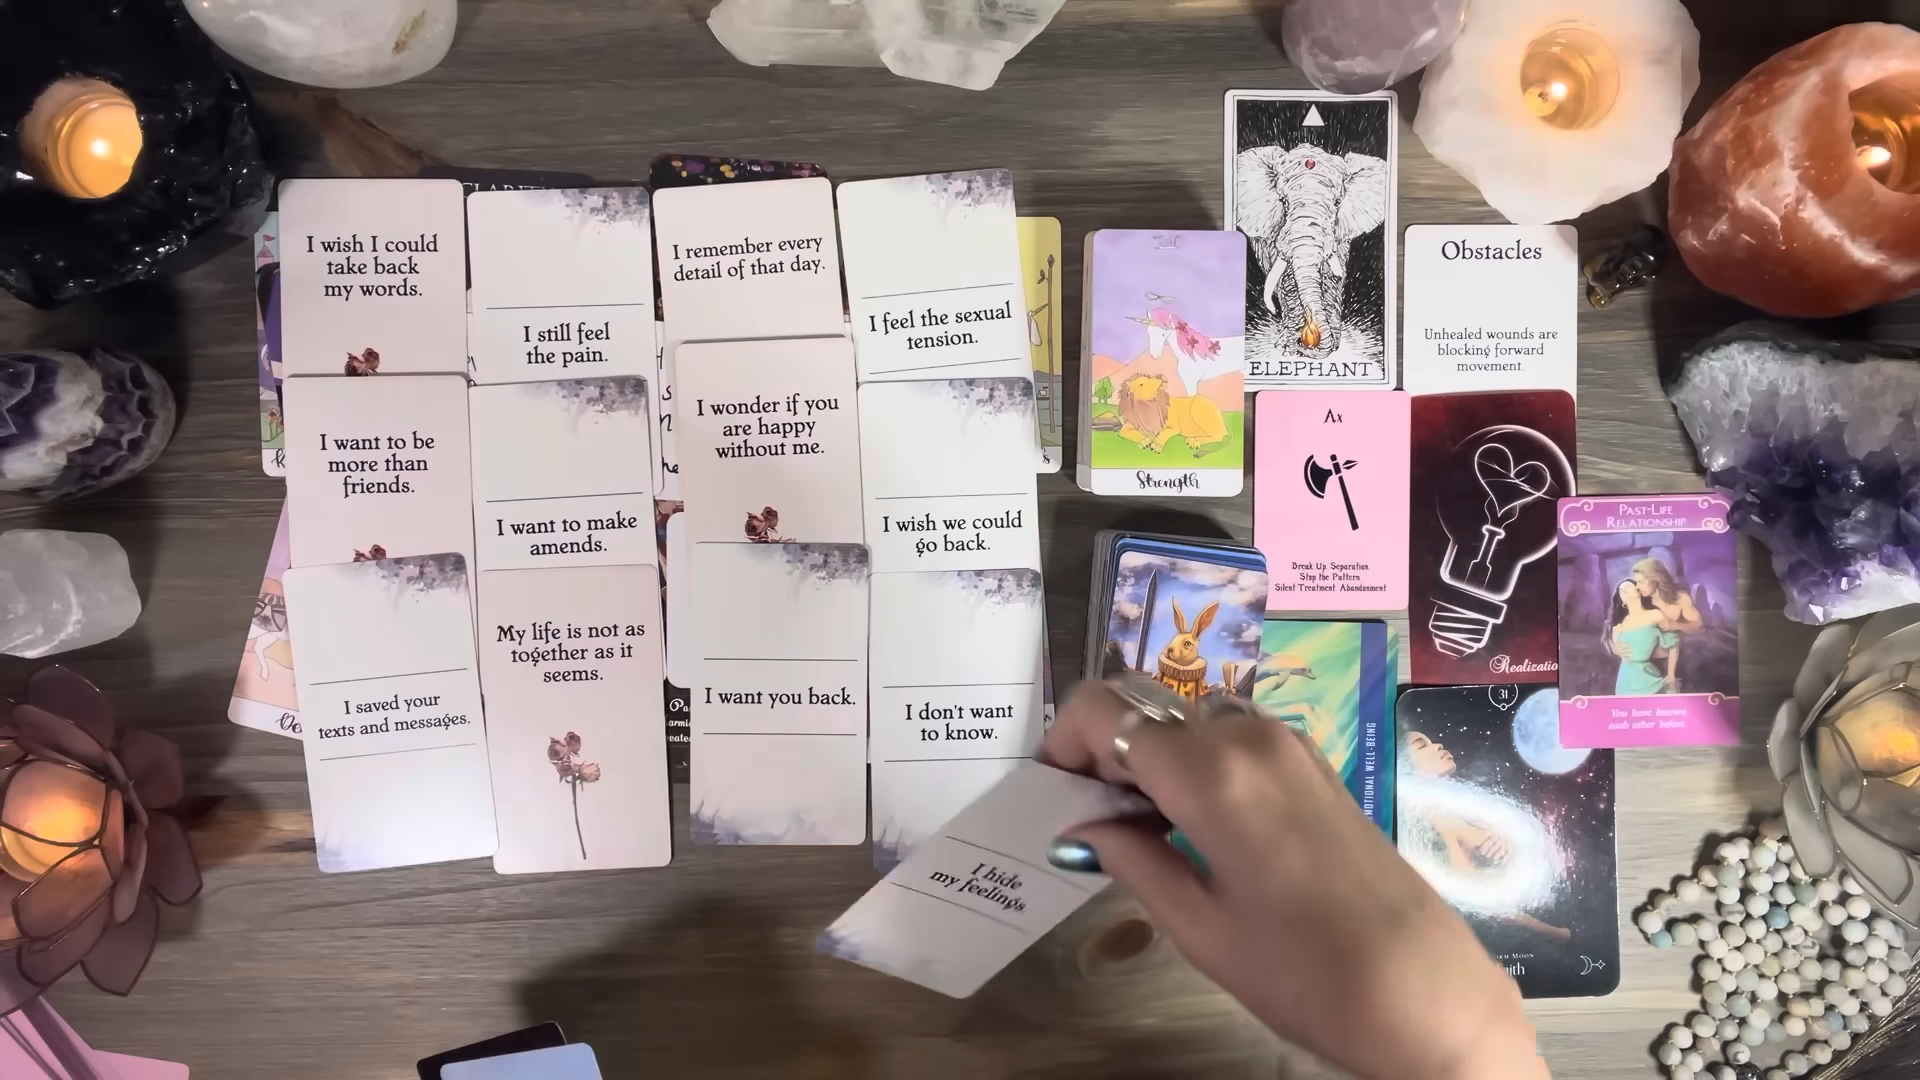 I wish I could
take back
my words.
I still feel
the pain.
I remember every
detail of that day.
I feel the sexual
tension.
I want to be
more than
friends.
I want to make
amends.
I wonder if you
are happy
without me.
I wish we could
go back.
I saved your
texts and messages.
My life is not as
together as it
seems.
I want you back.
I don't want
to know.
I hide
my feelings.
Strength
ELEPHANT
Obstacles
Unhealed wounds are
blocking forward
movement.
Ax
Break Up, Separation
Stop the Pattern
Silent Treatment, Abandonment
PAST-LIFE
RELATIONSHIP
You have known
each other before.
31